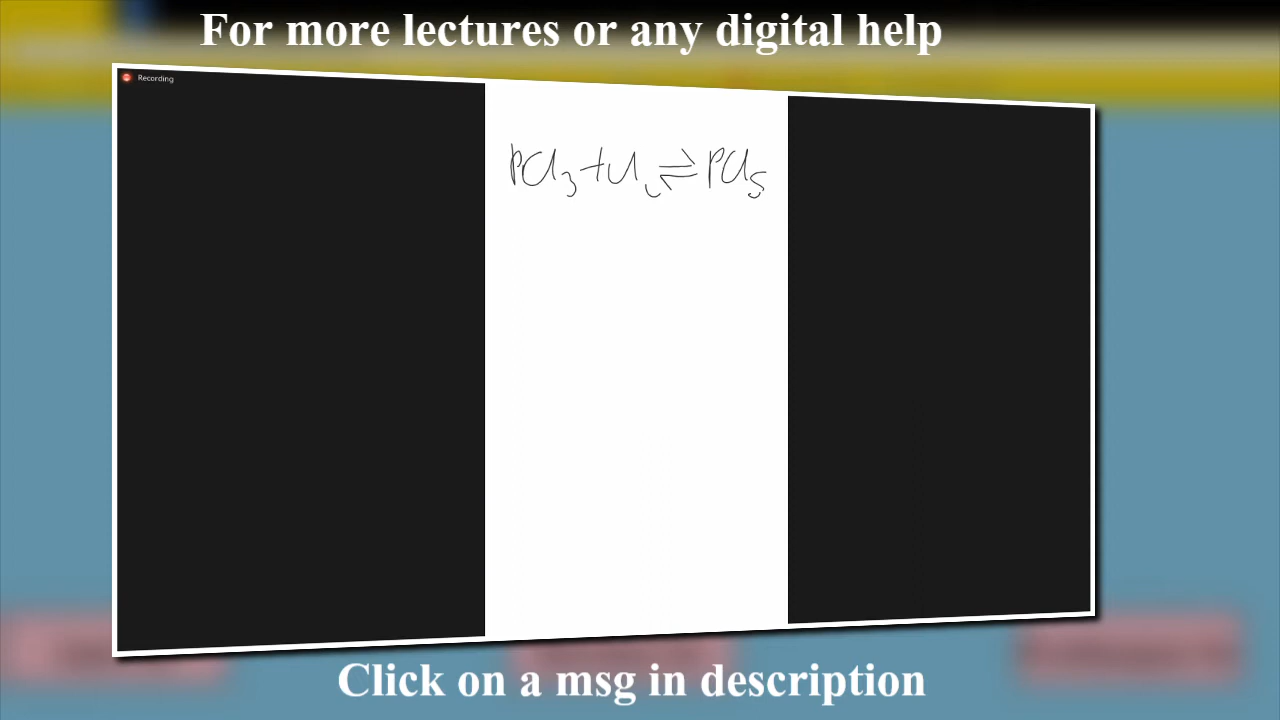 For more lectures or any digital help
Recording
PCl₃ + Cl₂ ⇌ PCl₅
Click on a msg in description